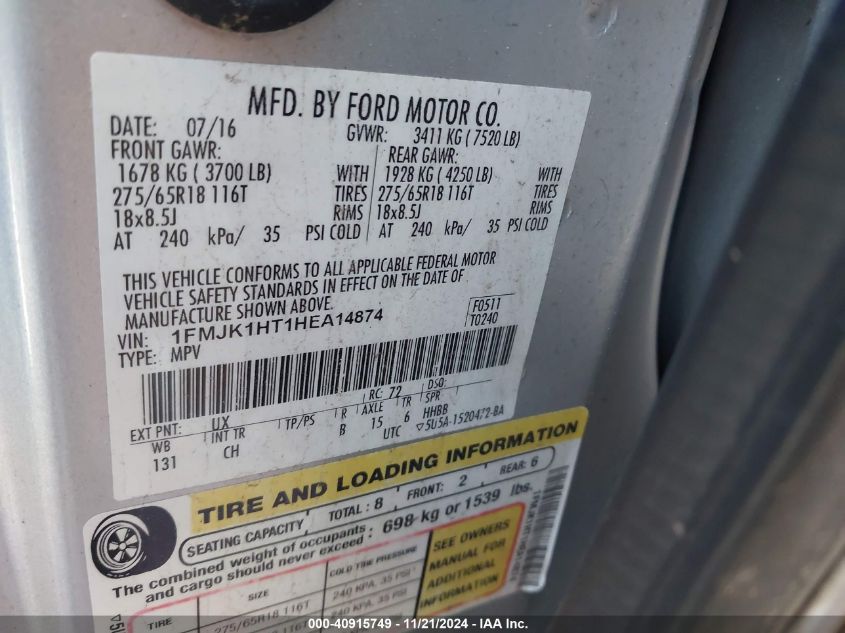 MFD. BY FORD MOTOR CO.
DATE: 07/16 GVWR: 3411 KG ( 7520 LB)
FRONT GAWR: REAR GAWR:
1678 KG ( 3700 LB) WITH 1928 KG ( 4250 LB) WITH
275/65R18 116T TIRES 275/65R18 116T TIRES
18x8.5J RIMS 18x8.5J RIMS
AT 240 kPa/ 35 PSI COLD AT 240 kPa/ 35 PSI COLD
THIS VEHICLE CONFORMS TO ALL APPLICABLE FEDERAL MOTOR
VEHICLE SAFETY STANDARDS IN EFFECT ON THE DATE OF
MANUFACTURE SHOWN ABOVE.
VIN: 1FMJK1HT1HEA14874
F0511
T0240
TYPE: MPV
EXT PNT: UX RC: 72 DSO:
WB INT TR TP/PS R AXLE TR SPR
131 CH B 15 6 HHBB
UTC ▽5U5A-1520472-BA
TIRE AND LOADING INFORMATION
SEATING CAPACITY TOTAL : 8 FRONT: 2 REAR: 6
The combined weight of occupants and cargo should never exceed : 698 kg or 1539 lbs.
TIRE SIZE COLD TIRE PRESSURE
275/65R18 116T 240 KPA, 35 PSI
SEE OWNERS
MANUAL FOR
ADDITIONAL
INFORMATION
000-40915749 - 11/21/2024 - IAA Inc.